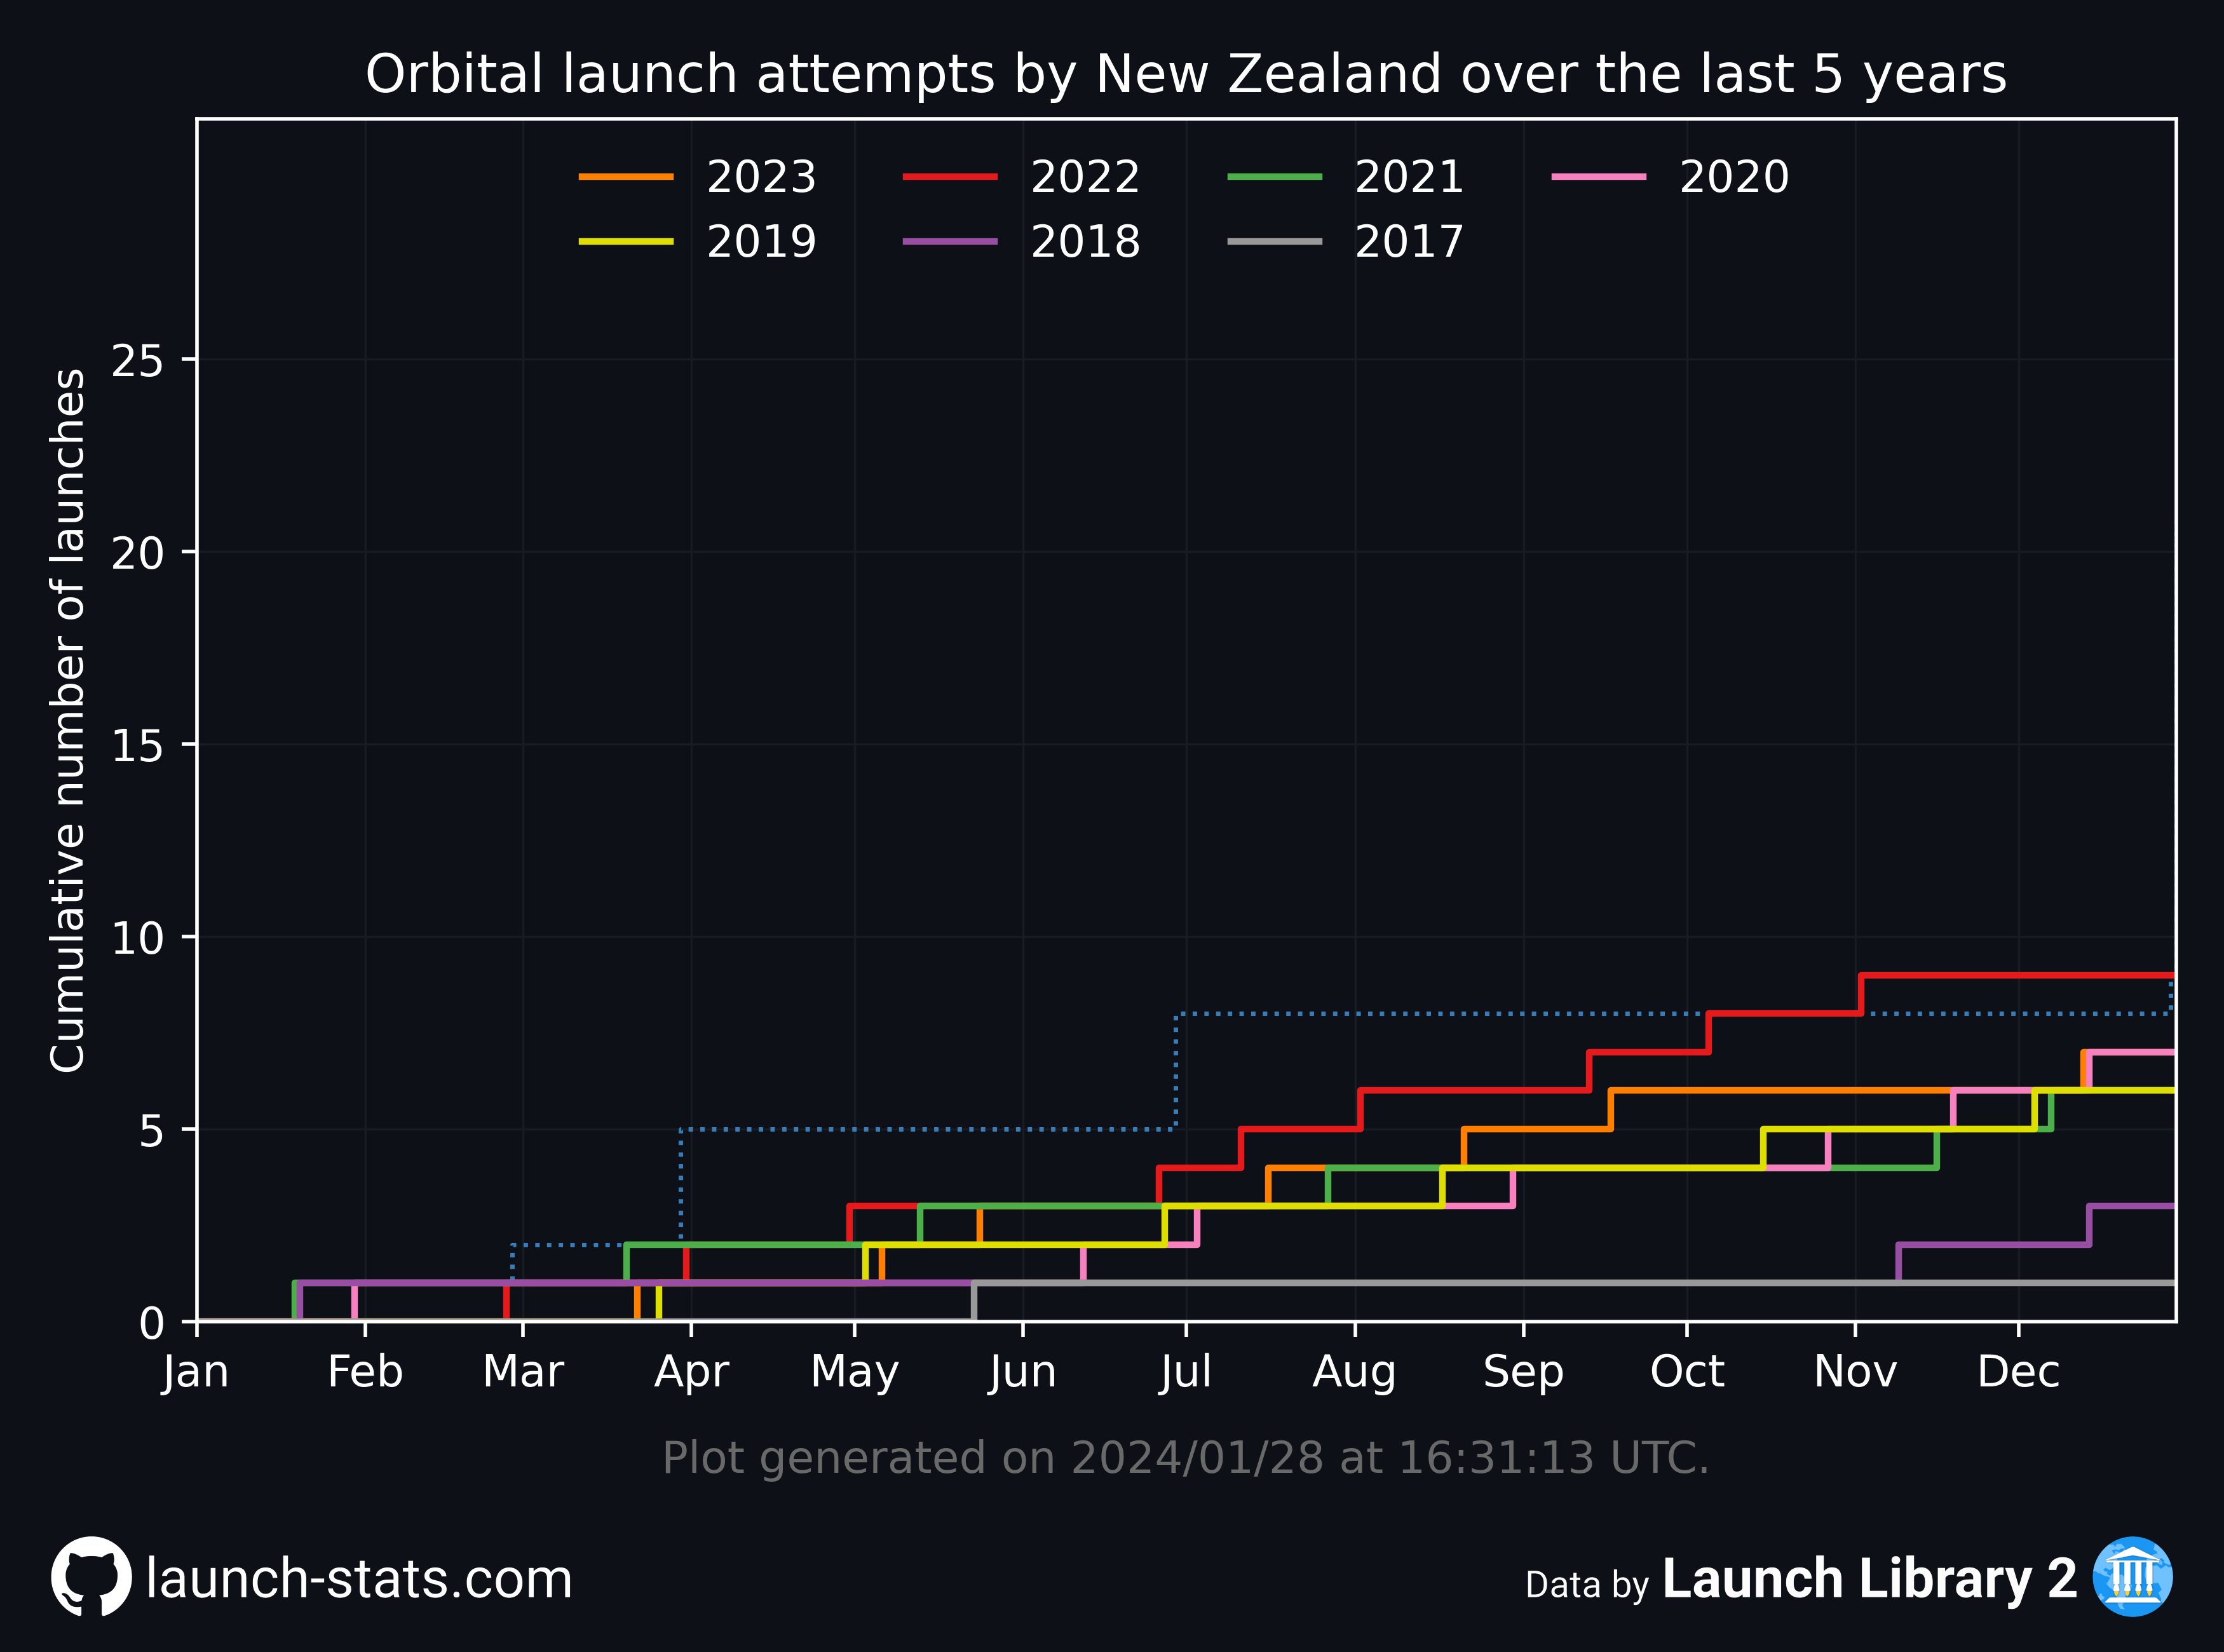 Orbital launch attempts by New Zealand over the last 5 years
2023 2022 2021 2020
2019 2018 2017
Cumulative number of launches
25
20
15
10
5
0
Jan Feb Mar Apr May Jun Jul Aug Sep Oct Nov Dec
Plot generated on 2024/01/28 at 16:31:13 UTC.
launch-stats.com
Data by Launch Library 2